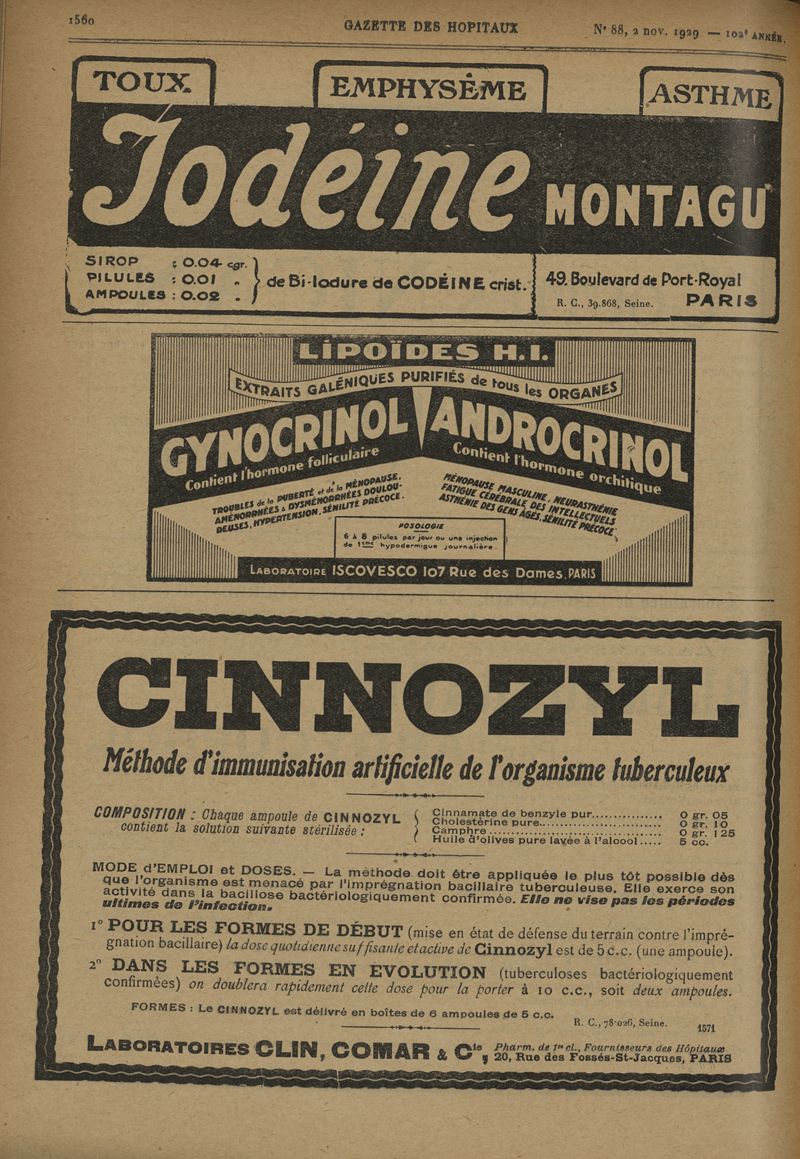 1560
GAZETTE DES HOPITAUX
N° 88, 2 nov. 1929 — 102e ANNÉE.
TOUX
EMPHYSÈME
ASTHME
Iodéine MONTAGU
SIROP : 0.04 cgr.
PILULES : 0.01 „
AMPOULES : 0.02 „
de Bi-Iodure de CODÉINE crist.
49. Boulevard de Port-Royal
R. C., 39.868, Seine. PARIS
LIPOÏDES H.I.
EXTRAITS GALÉNIQUES PURIFIÉS de tous les ORGANES
GYNOCRINOL
Contient l'hormone folliculaire
ANDROCRINOL
Contient l'hormone orchitique
TROUBLES de la PUBERTÉ et de la MÉNOPAUSE,
AMÉNORRHÉES & DYSMÉNORRHÉES DOULOU-
REUSES, HYPERTENSION, SÉNILITÉ PRÉCOCE.
MÉNOPAUSE MASCULINE, NEURASTHÉNIE
FATIGUE CÉRÉBRALE DES INTELLECTUELS
ASTHÉNIE DES GENS AGÉS, SÉNILITÉ PRÉCOCE
POSOLOGIE
6 à 8 pilules par jour ou une injection
de 1cmc hypodermique journalière.
LABORATOIRE ISCOVESCO 107 Rue des Dames, PARIS
CINNOZYL
Méthode d'immunisation artificielle de l'organisme tuberculeux
COMPOSITION : Chaque ampoule de CINNOZYL
contient la solution suivante stérilisée :
Cinnamate de benzyle pur................ 0 gr. 05
Cholestérine pure............................ 0 gr. 10
Camphre........................................ 0 gr. 125
Huile d'olives pure lavée à l'alcool..... 5 cc.
MODE d'EMPLOI et DOSES. — La méthode doit être appliquée le plus tôt possible dès
que l'organisme est menacé par l'imprégnation bacillaire tuberculeuse. Elle exerce son
activité dans la bacillose bactériologiquement confirmée. Elle ne vise pas les périodes
ultimes de l'infection.
1° POUR LES FORMES DE DÉBUT (mise en état de défense du terrain contre l'impré-
gnation bacillaire) la dose quotidienne suffisante et active de Cinnozyl est de 5 c.c. (une ampoule).
2° DANS LES FORMES EN EVOLUTION (tuberculoses bactériologiquement
confirmées) on doublera rapidement cette dose pour la porter à 10 c.c., soit deux ampoules.
FORMES : Le CINNOZYL est délivré en boîtes de 6 ampoules de 5 c.c.
R. C., 78-026, Seine. 1571
LABORATOIRES CLIN, COMAR & Cie, Pharm. de 1re cl., Fournisseurs des Hôpitaux
20, Rue des Fossés-St-Jacques, PARIS